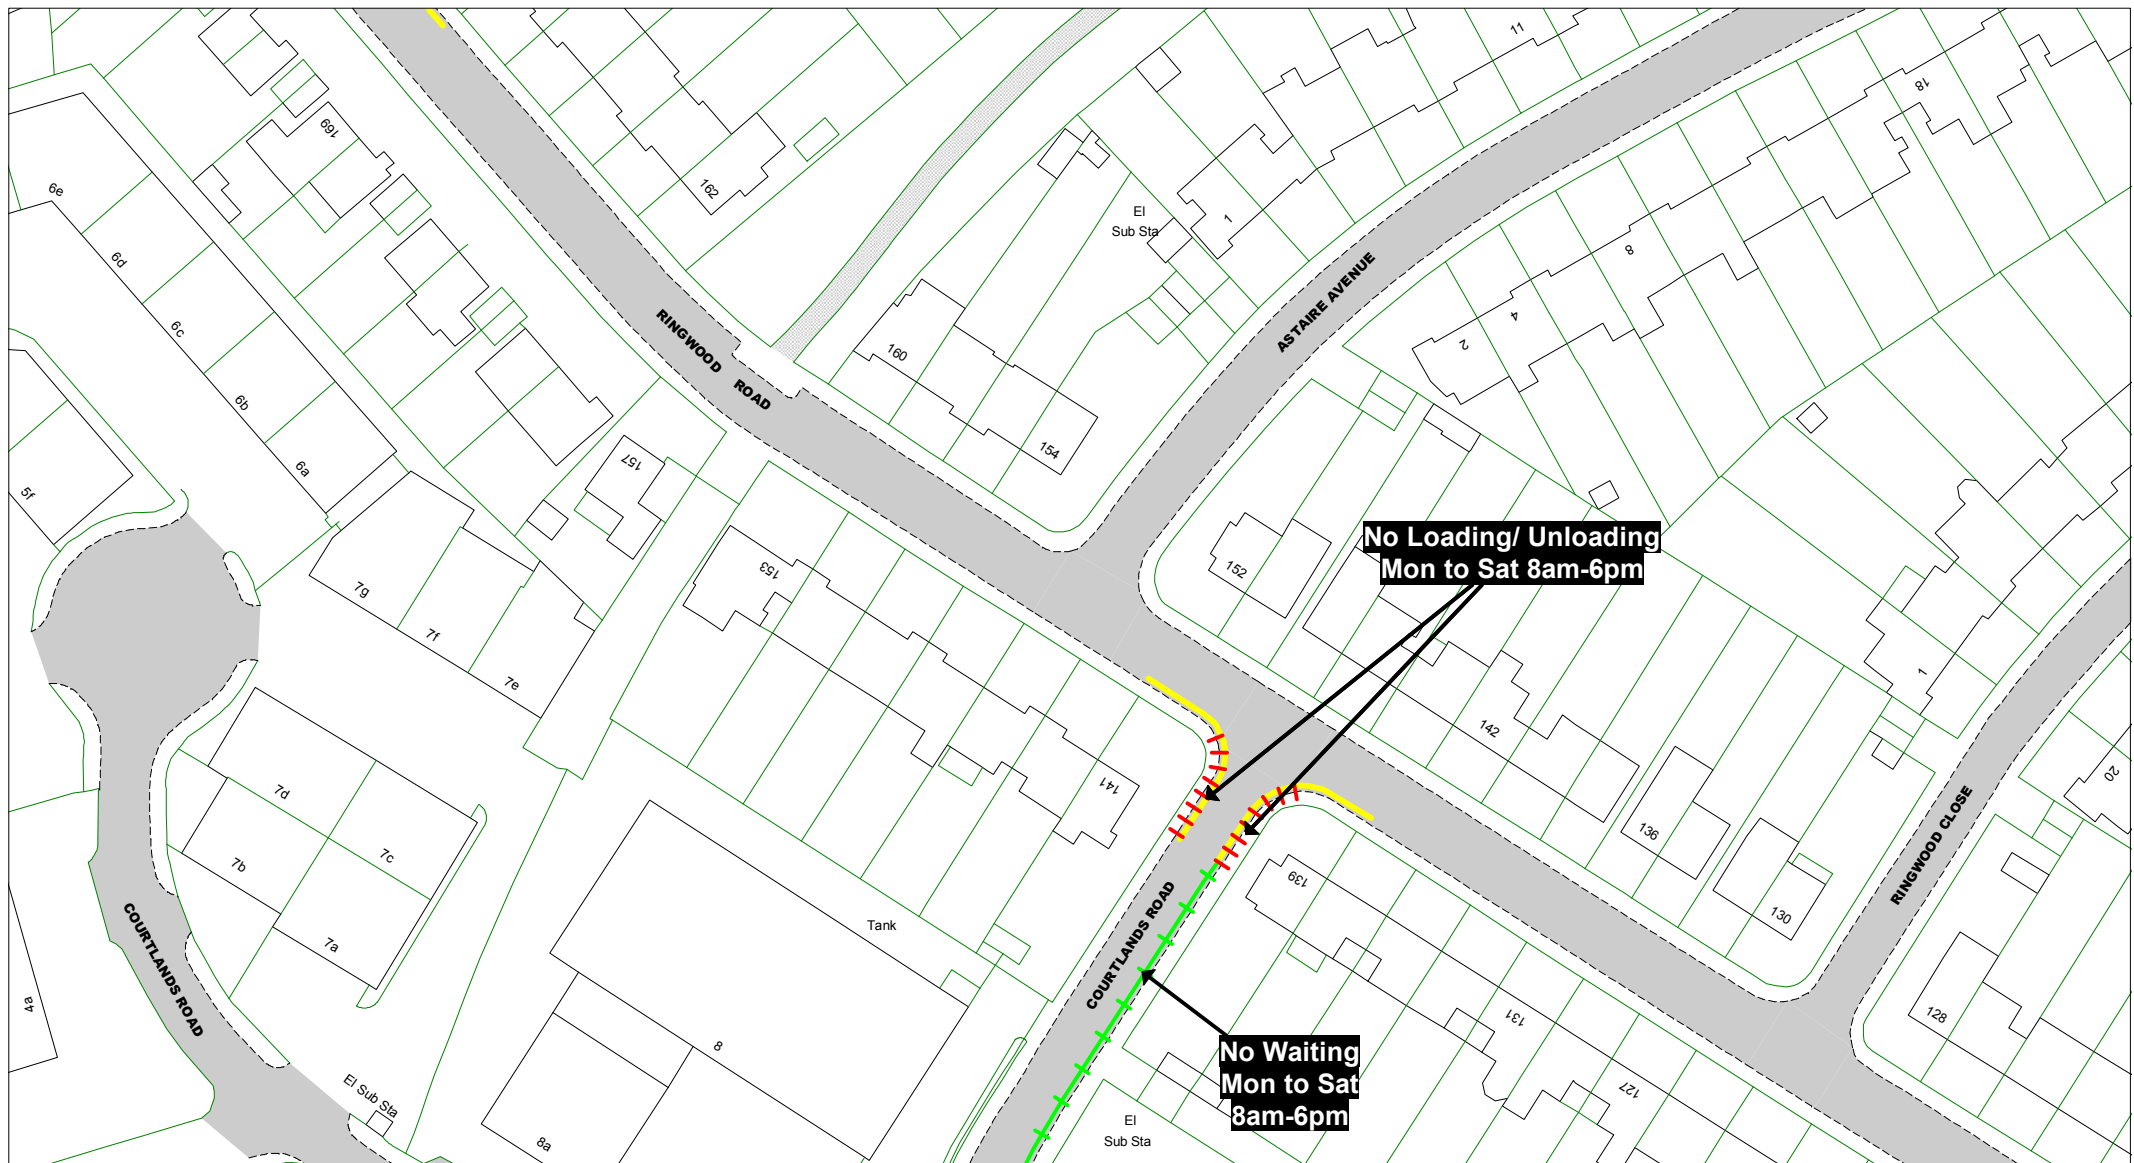 11
18
169
6e
162
El
Sub Sta
1
6d
8
ASTAIRE AVENUE
4
6c
RINGWOOD
ROAD
2
160
6b
154
157
6a
5f
No Loading/ Unloading
Mon to Sat 8am-6pm
152
153
7g
7f
7e
1
142
20
141
7d
7c
7b
136
RINGWOOD CLOSE
139
130
Tank
7a
COURTLANDS ROAD
COURTLANDS ROAD
4a
131
128
8
No Waiting
Mon to Sat
8am-6pm
El Sub Sta
127
El
Sub Sta
8a